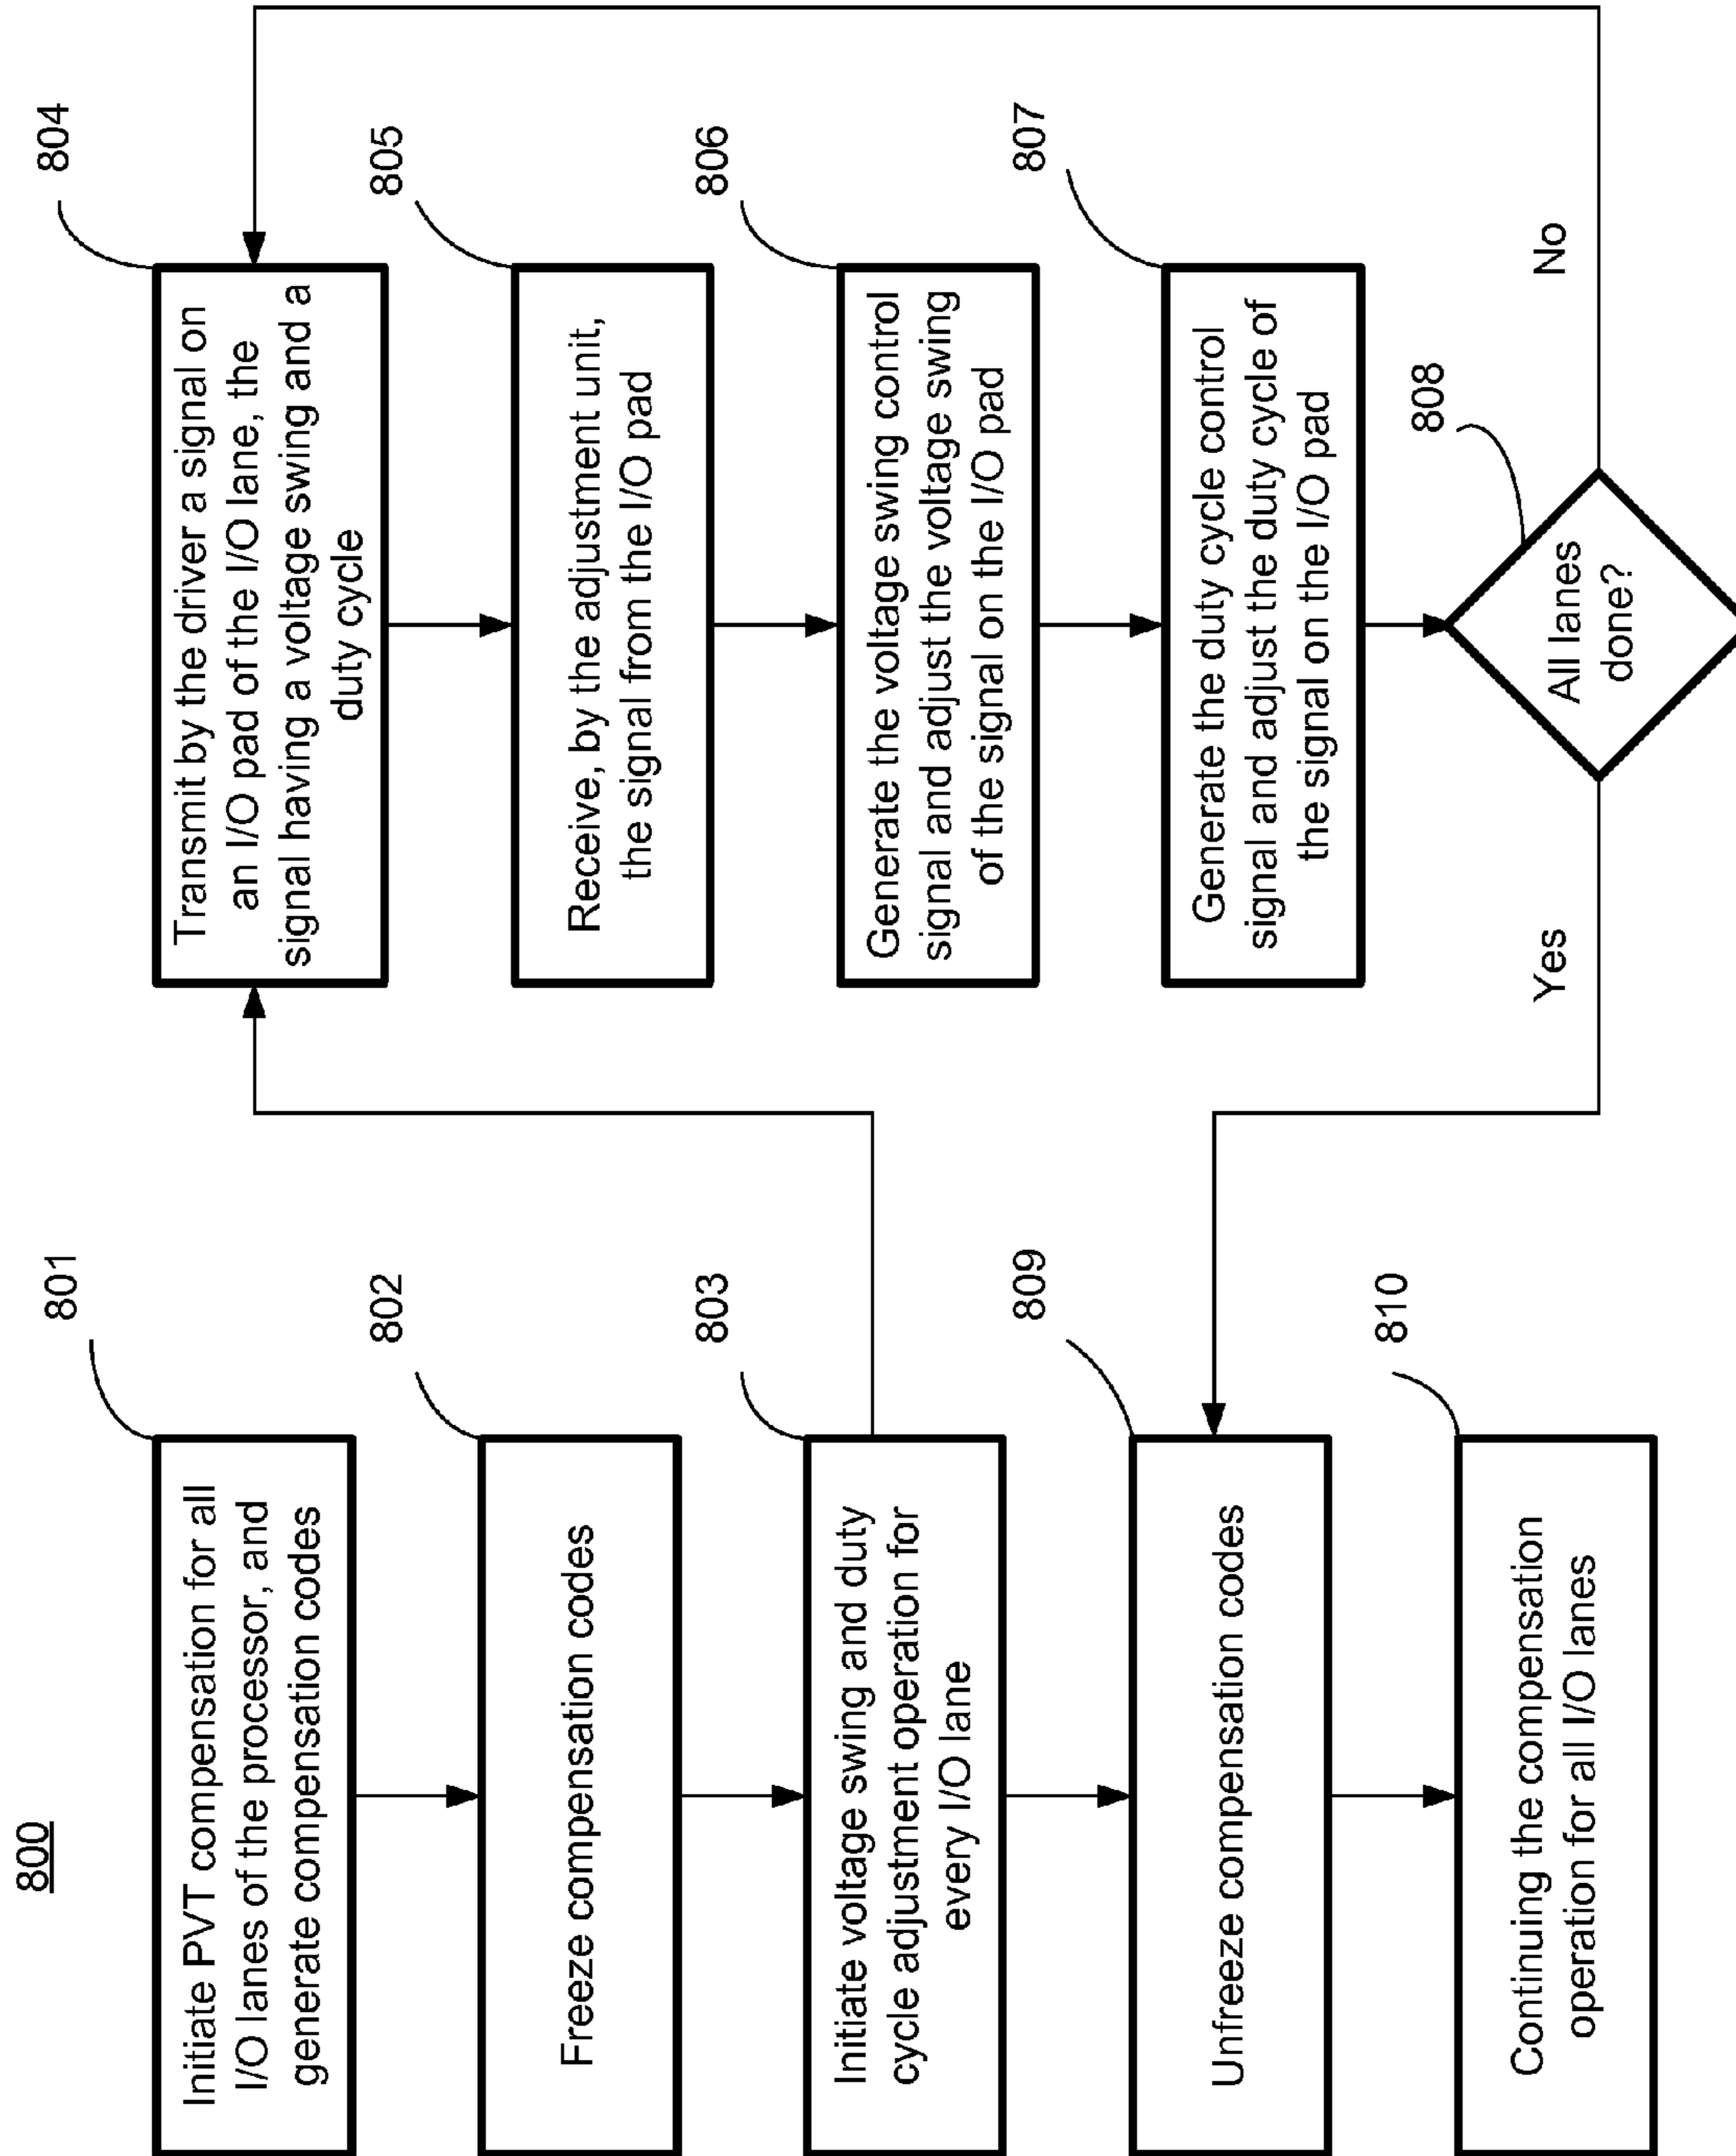 800
801
Initiate PVT compensation for all
I/O lanes of the processor, and
generate compensation codes
802
Freeze compensation codes
803
Initiate voltage swing and duty
cycle adjustment operation for
every I/O lane
809
Unfreeze compensation codes
810
Continuing the compensation
operation for all I/O lanes
804
Transmit by the driver a signal on
an I/O pad of the I/O lane, the
signal having a voltage swing and a
duty cycle
805
Receive, by the adjustment unit,
the signal from the I/O pad
806
Generate the voltage swing control
signal and adjust the voltage swing
of the signal on the I/O pad
807
Generate the duty cycle control
signal and adjust the duty cycle of
the signal on the I/O pad
808
All lanes
done?
Yes
No